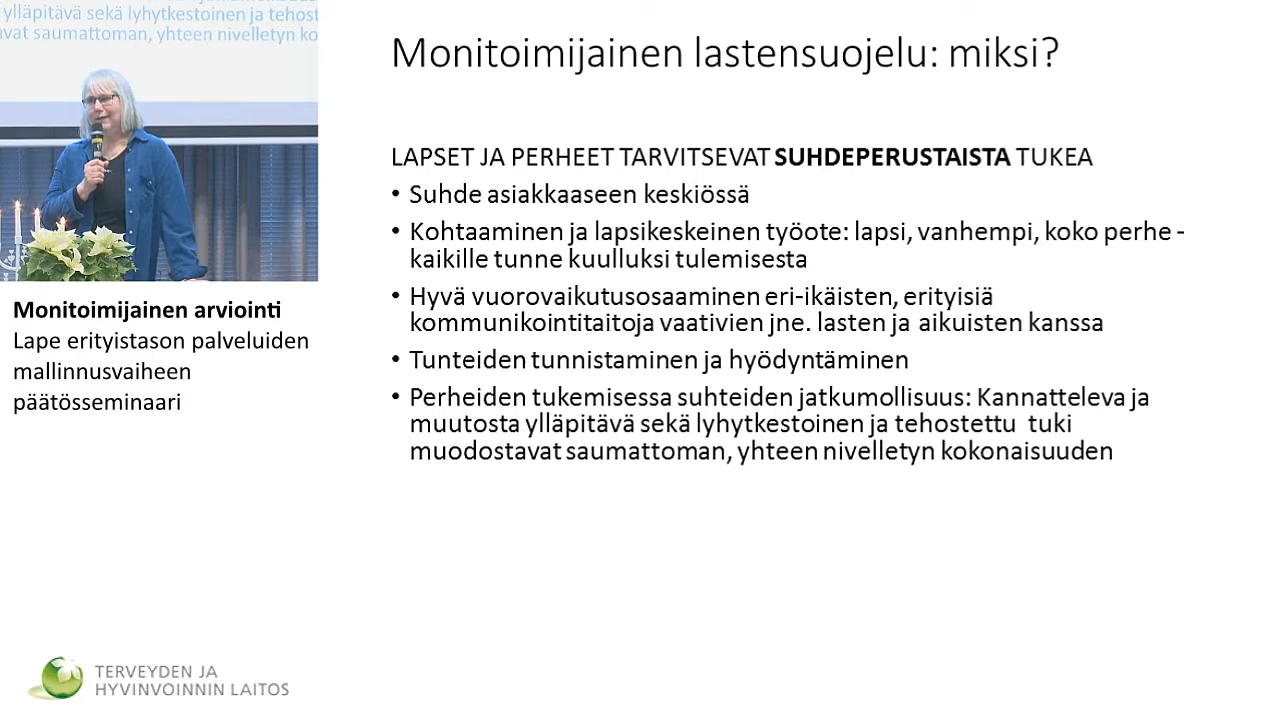 ylläpitävä sekä lyhytkestoinen ja tehost
avat saumattoman, yhteen nivelletyn ko
Monitoimijainen arviointi
Lape erityistason palveluiden
mallinnusvaiheen
päätösseminaari
Monitoimijainen lastensuojelu: miksi?
LAPSET JA PERHEET TARVITSEVAT SUHDEPERUSTAISTA TUKEA
• Suhde asiakkaaseen keskiössä
• Kohtaaminen ja lapsikeskeinen työote: lapsi, vanhempi, koko perhe -
kaikille tunne kuulluksi tulemisesta
• Hyvä vuorovaikutusosaaminen eri-ikäisten, erityisiä
kommunikointitaitoja vaativien jne. lasten ja aikuisten kanssa
• Tunteiden tunnistaminen ja hyödyntäminen
• Perheiden tukemisessa suhteiden jatkumollisuus: Kannatteleva ja
muutosta ylläpitävä sekä lyhytkestoinen ja tehostettu tuki
muodostavat saumattoman, yhteen nivelletyn kokonaisuuden
TERVEYDEN JA
HYVINVOINNIN LAITOS